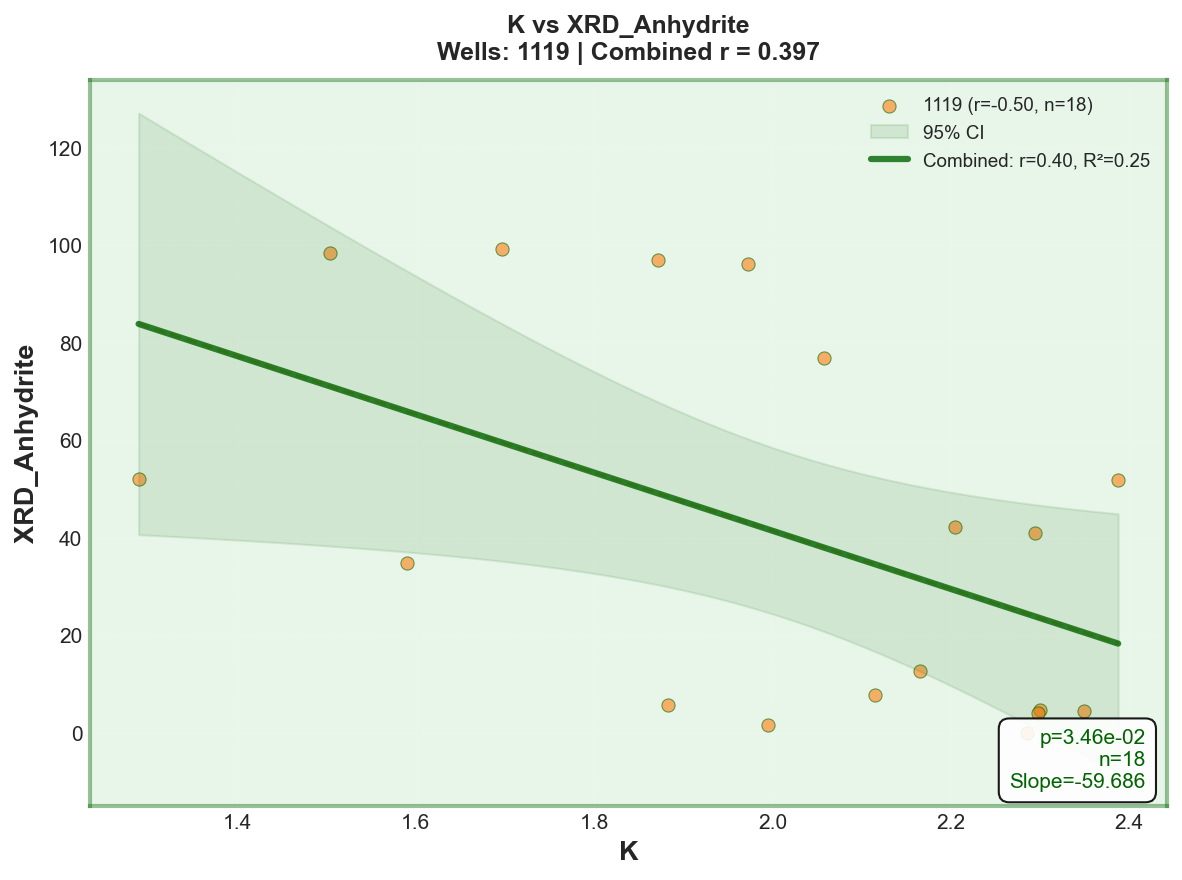 K vs XRD_Anhydrite
Wells: 1119 | Combined r = 0.397
1119 (r=-0.50, n=18)
95% CI
Combined: r=0.40, R²=0.25
XRD_Anhydrite
120
100
80
60
40
20
0
p=3.46e-02
n=18
Slope=-59.686
1.4
1.6
1.8
2.0
2.2
2.4
K